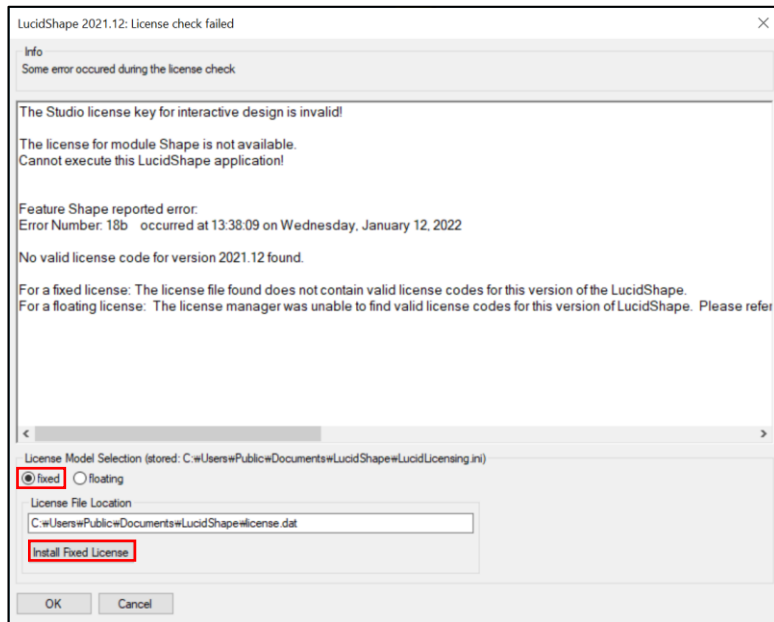 LucidShape 2021.12: License check failed
Info
Some error occured during the license check
The Studio license key for interactive design is invalid!
The license for module Shape is not available.
Cannot execute this LucidShape application!
Feature Shape reported error:
Error Number: 18b    occurred at 13:38:09 on Wednesday, January 12, 2022
No valid license code for version 2021.12 found.
For a fixed license: The license file found does not contain valid license codes for this version of the LucidShape.
For a floating license:  The license manager was unable to find valid license codes for this version of LucidShape.  Please refer
License Model Selection (stored: C:₩Users₩Public₩Documents₩LucidShape₩LucidLicensing.ini)
fixed floating
License File Location
C:₩Users₩Public₩Documents₩LucidShape₩license.dat
Install Fixed License
OK Cancel